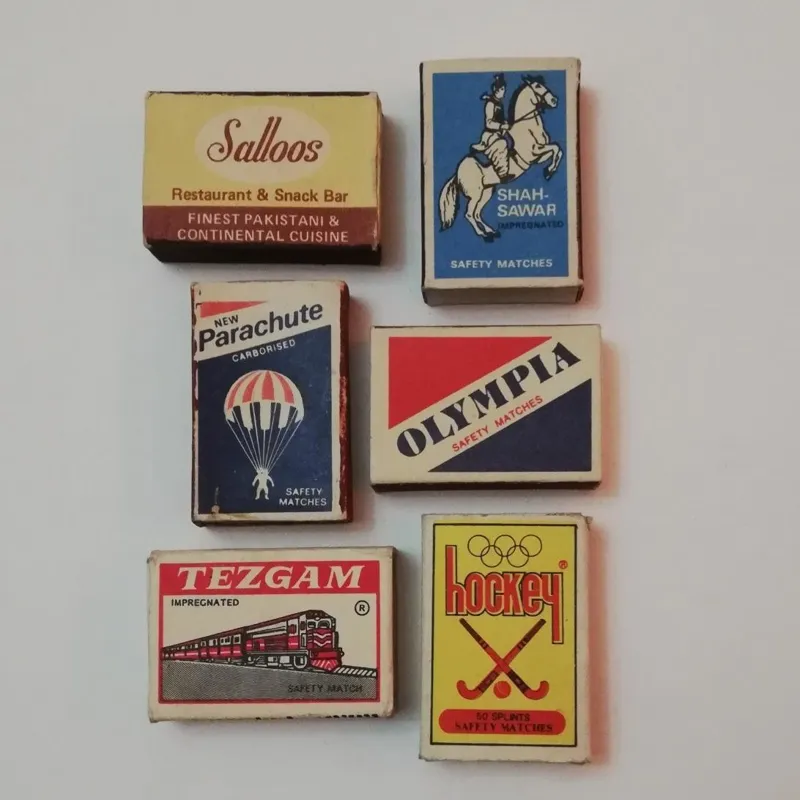 Salloos
Restaurant & Snack Bar
FINEST PAKISTANI &
CONTINENTAL CUISINE
SHAH-
SAWAR
IMPREGNATED
SAFETY MATCHES
NEW
Parachute
CARBORISED
SAFETY
MATCHES
OLYMPIA
SAFETY MATCHES
TEZGAM
IMPREGNATED
®
SAFETY MATCH
hockey®
50 SPLINTS
SAFETY MATCHES